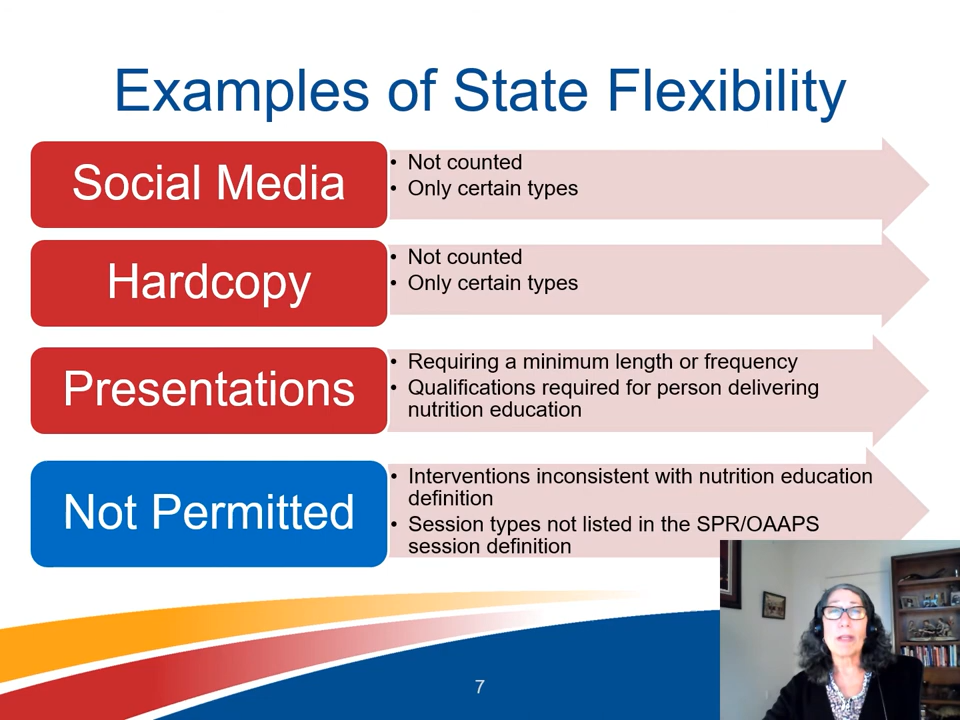 Examples of State Flexibility
Social Media
• Not counted
• Only certain types
Hardcopy
• Not counted
• Only certain types
Presentations
• Requiring a minimum length or frequency
• Qualifications required for person delivering
nutrition education
Not Permitted
• Interventions inconsistent with nutrition education
definition
• Session types not listed in the SPR/OAAPS
session definition
7